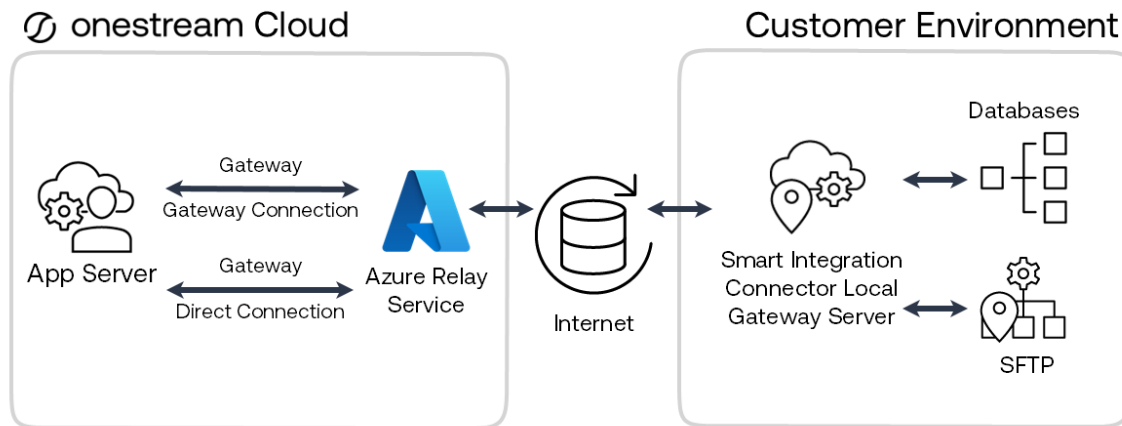 onestream Cloud
Customer Environment
Gateway
Gateway Connection
App Server
Gateway
Direct Connection
Azure Relay
Service
Internet
Smart Integration
Connector Local
Gateway Server
Databases
SFTP